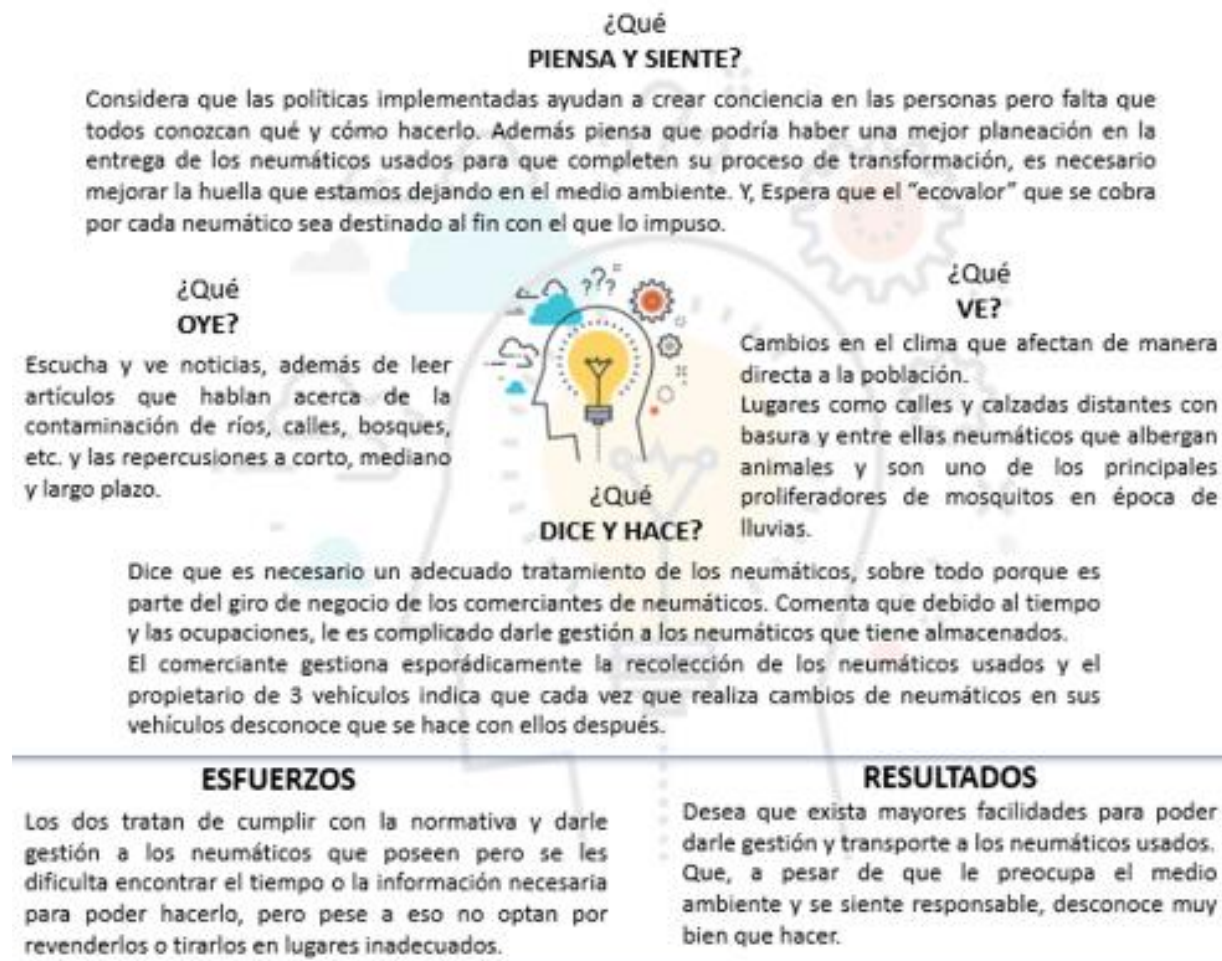 ¿Qué
PIENSA Y SIENTE?
Considera que las políticas implementadas ayudan a crear conciencia en las personas pero falta que
todos conozcan qué y cómo hacerlo. Además piensa que podría haber una mejor planeación en la
entrega de los neumáticos usados para que completen su proceso de transformación, es necesario
mejorar la huella que estamos dejando en el medio ambiente. Y, Espera que el “ecovalor” que se cobra
por cada neumático sea destinado al fin con el que lo impuso.
¿Qué
OYE?
Escucha y ve noticias, además de leer
artículos que hablan acerca de la
contaminación de ríos, calles, bosques,
etc. y las repercusiones a corto, mediano
y largo plazo.
???
¿Qué
VE?
Cambios en el clima que afectan de manera
directa a la población.
Lugares como calles y calzadas distantes con
basura y entre ellas neumáticos que albergan
animales y son uno de los principales
proliferadores de mosquitos en época de
lluvias.
¿Qué
DICE Y HACE?
Dice que es necesario un adecuado tratamiento de los neumáticos, sobre todo porque es
parte del giro de negocio de los comerciantes de neumáticos. Comenta que debido al tiempo
y las ocupaciones, le es complicado darle gestión a los neumáticos que tiene almacenados.
El comerciante gestiona esporádicamente la recolección de los neumáticos usados y el
propietario de 3 vehículos indica que cada vez que realiza cambios de neumáticos en sus
vehículos desconoce que se hace con ellos después.
ESFUERZOS
Los dos tratan de cumplir con la normativa y darle
gestión a los neumáticos que poseen pero se les
dificulta encontrar el tiempo o la información necesaria
para poder hacerlo, pero pese a eso no optan por
revenderlos o tirarlos en lugares inadecuados.
RESULTADOS
Desea que exista mayores facilidades para poder
darle gestión y transporte a los neumáticos usados.
Que, a pesar de que le preocupa el medio
ambiente y se siente responsable, desconoce muy
bien que hacer.